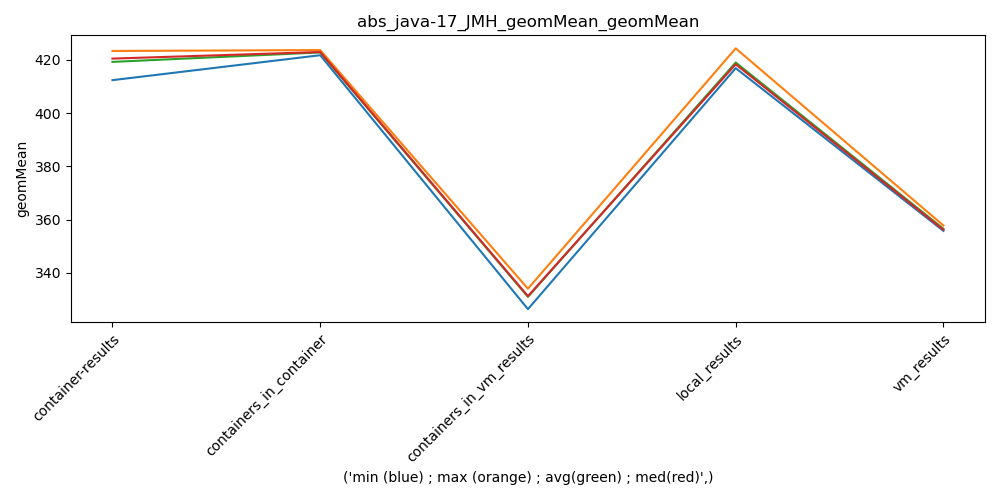 abs_java-17_JMH_geomMean_geomMean
geomMean
420
400
380
360
340
container-results
containers_in_container
containers_in_vm_results
local_results
vm_results
('min (blue) ; max (orange) ; avg(green) ; med(red)',)